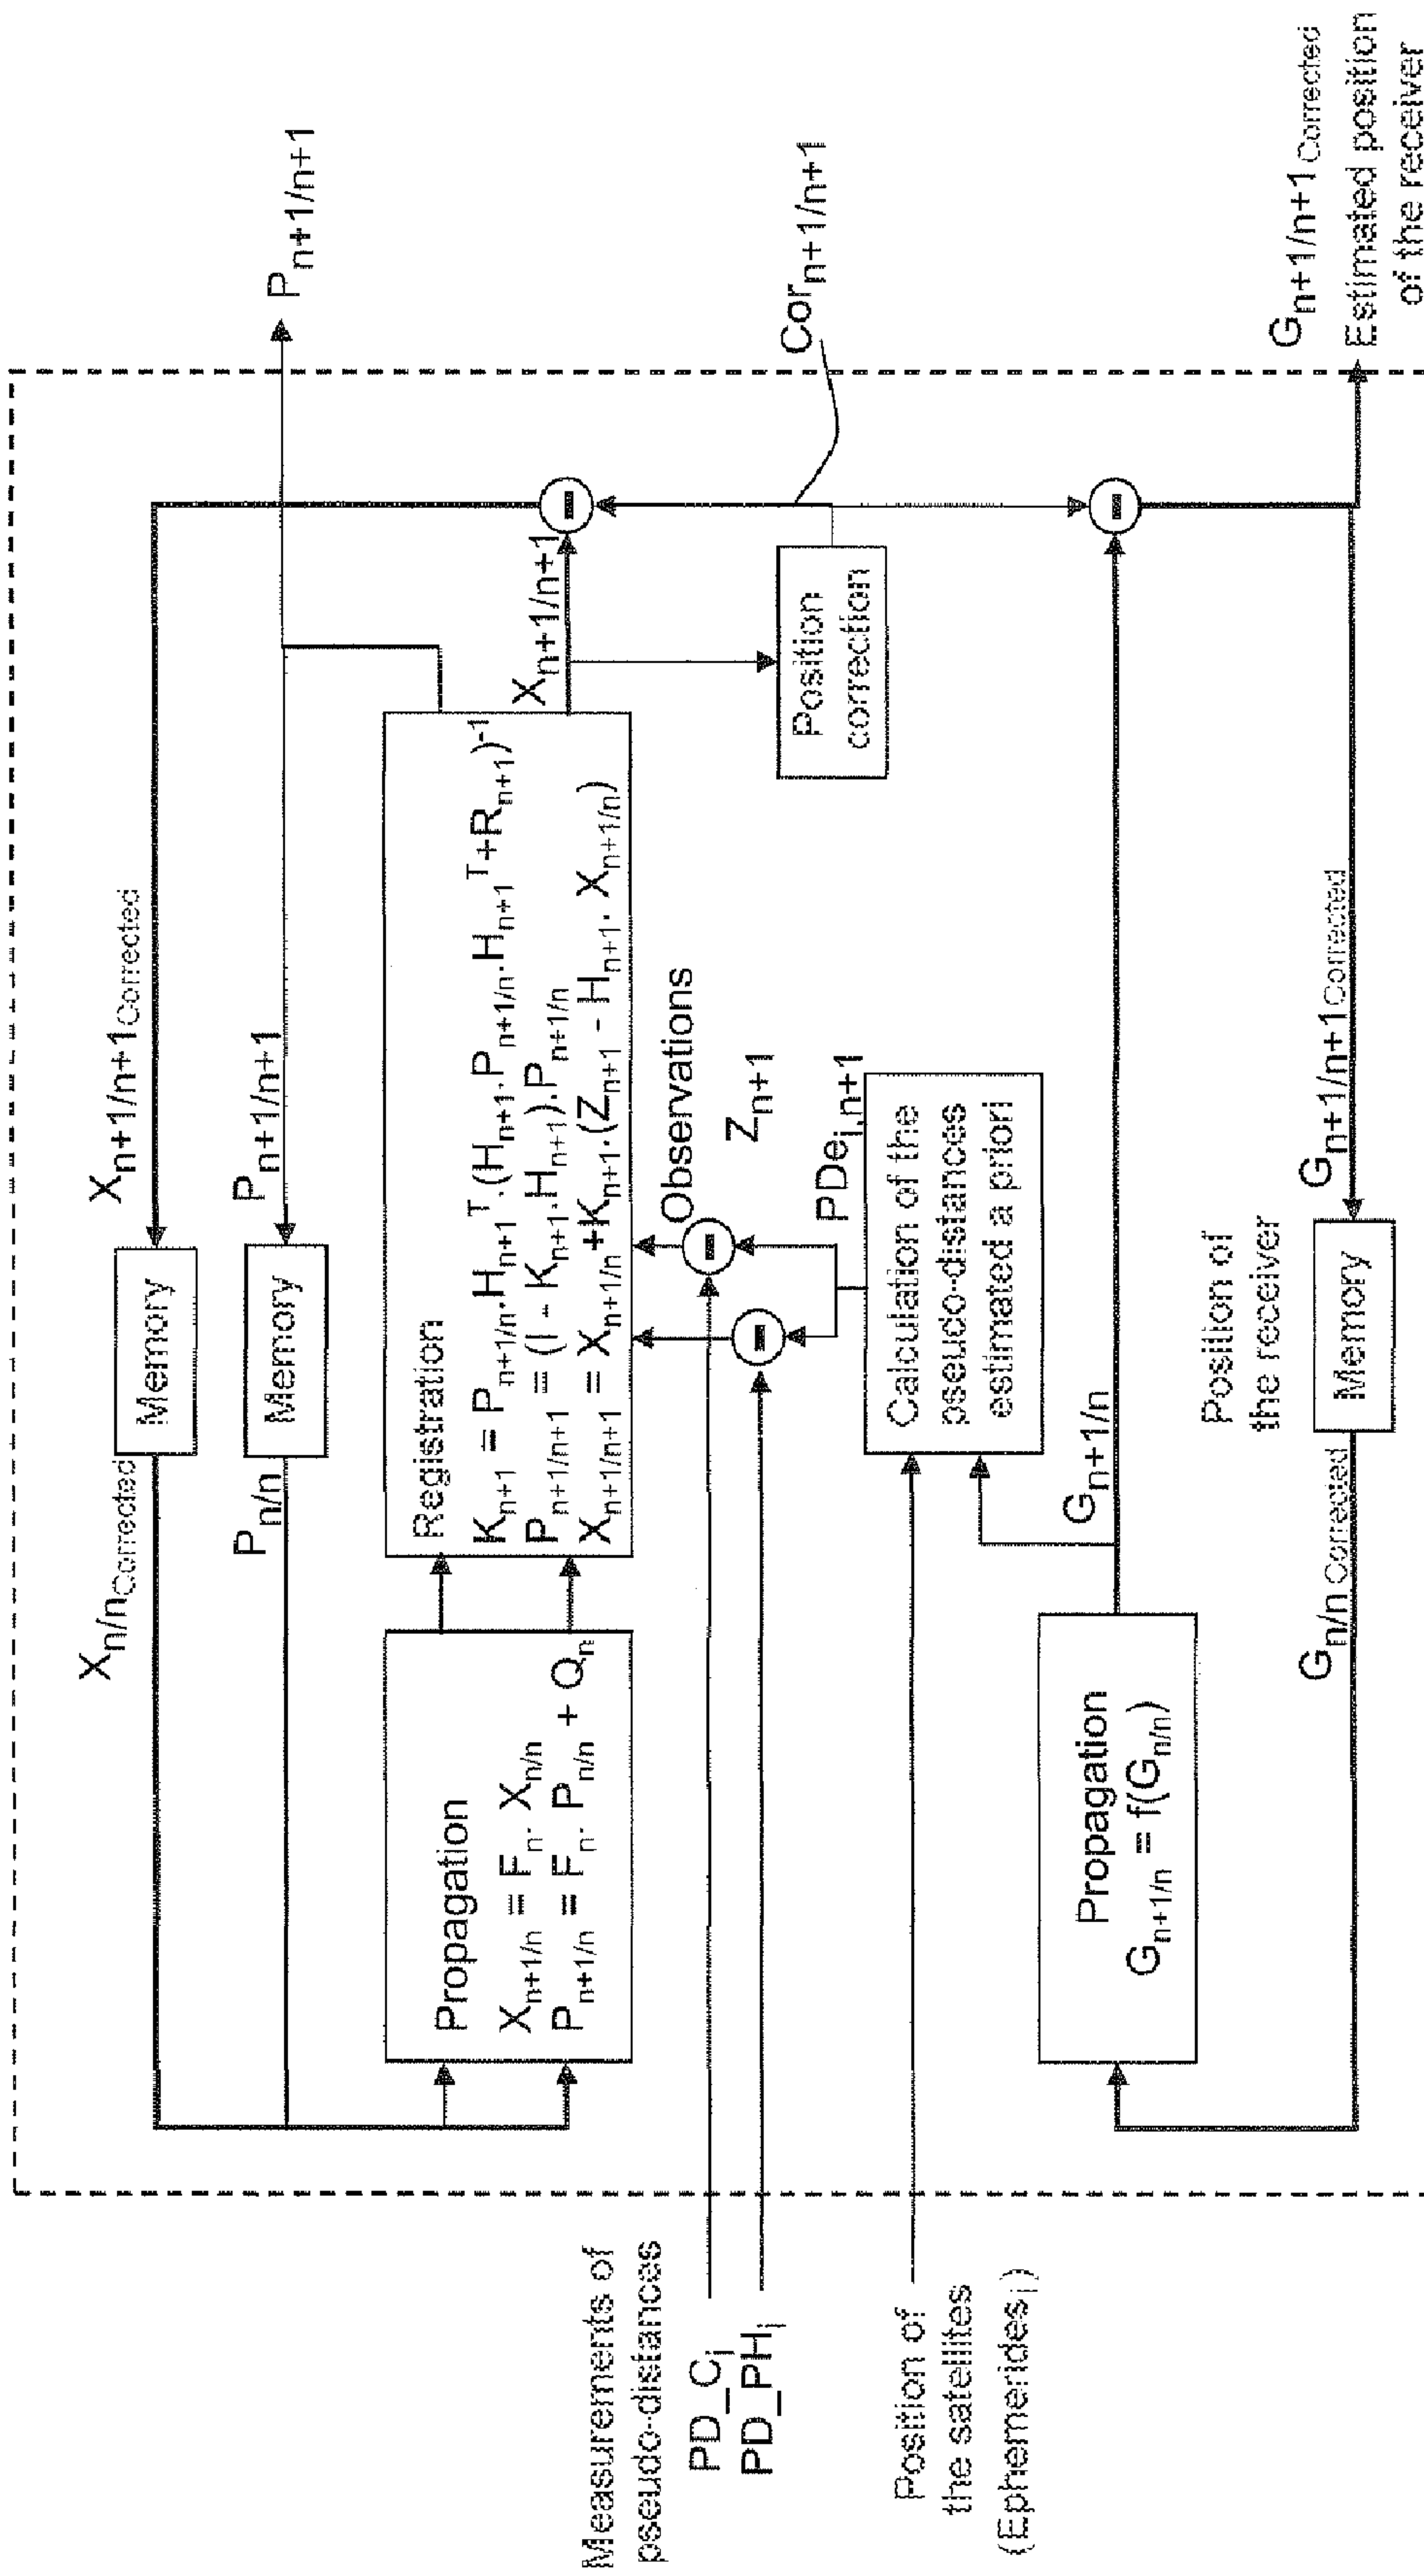 X_n/n Corrected
Memory
X_n+1/n+1 Corrected
P_n/n
Memory
P_n+1/n+1
P_n+1/n+1
Propagation
X_n+1/n = F_n. X_n/n
P_n+1/n = F_n. P_n/n + Q_n
Registration
K_n+1 = P_n+1/n.H_n+1^T.(H_n+1.P_n+1/n.H_n+1^T+R_n+1)^-1
P_n+1/n+1 = (I - K_n+1.H_n+1).P_n+1/n
X_n+1/n+1 = X_n+1/n +K_n+1.(Z_n+1 - H_n+1. X_n+1/n)
X_n+1/n+1
Measurements of
pseudo-distances
PD_C_i
PD_PH_i
Observations
Z_n+1
PDe_i,n+1
Position
correction
Cor_n+1/n+1
Position of
the satellites
(Ephemerides_i)
Calculation of the
pseuco-distances
estimated a priori
Propagation
G_n+1/n = f(G_n/n)
G_n+1/n
Position of
the receiver
G_n/n Corrected
Memory
G_n+1/n+1 Corrected
G_n+1/n+1 Corrected
Estimated position
of the receiver